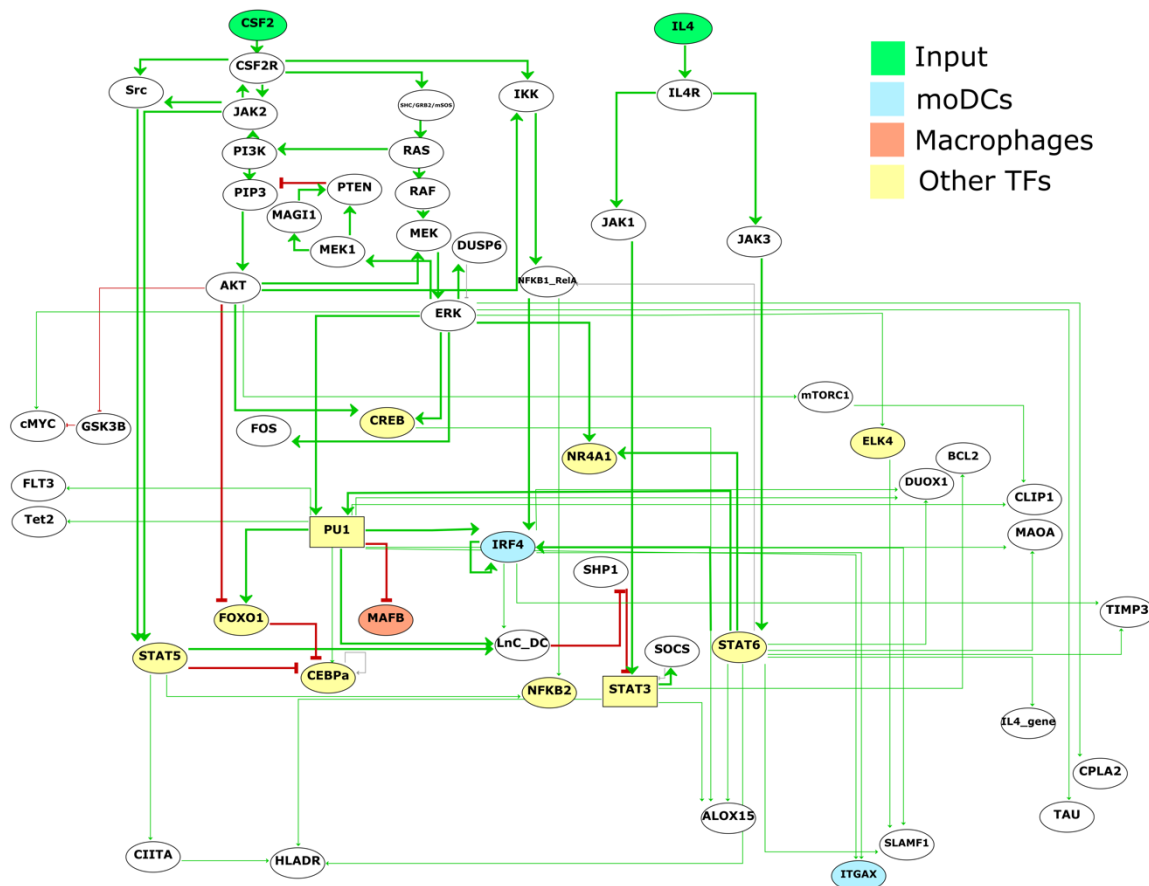 CSF2
IL4
Input
CSF2R
Src
IKK
IL4R
moDCs
SHC/GRB2/mSOS
JAK2
PI3K
RAS
Macrophages
PIP3
PTEN
RAF
Other TFs
MAGI1
JAK1
MEK
JAK3
MEK1
DUSP6
AKT
NFKB1_RelA
ERK
mTORC1
cMYC
GSK3B
FOS
CREB
ELK4
NR4A1
BCL2
FLT3
DUOX1
CLIP1
Tet2
PU1
MAOA
IRF4
SHP1
FOXO1
MAFB
TIMP3
LnC_DC
STAT5
SOCS
STAT6
CEBPa
NFKB2
STAT3
IL4_gene
CPLA2
ALOX15
TAU
SLAMF1
CIITA
HLADR
ITGAX